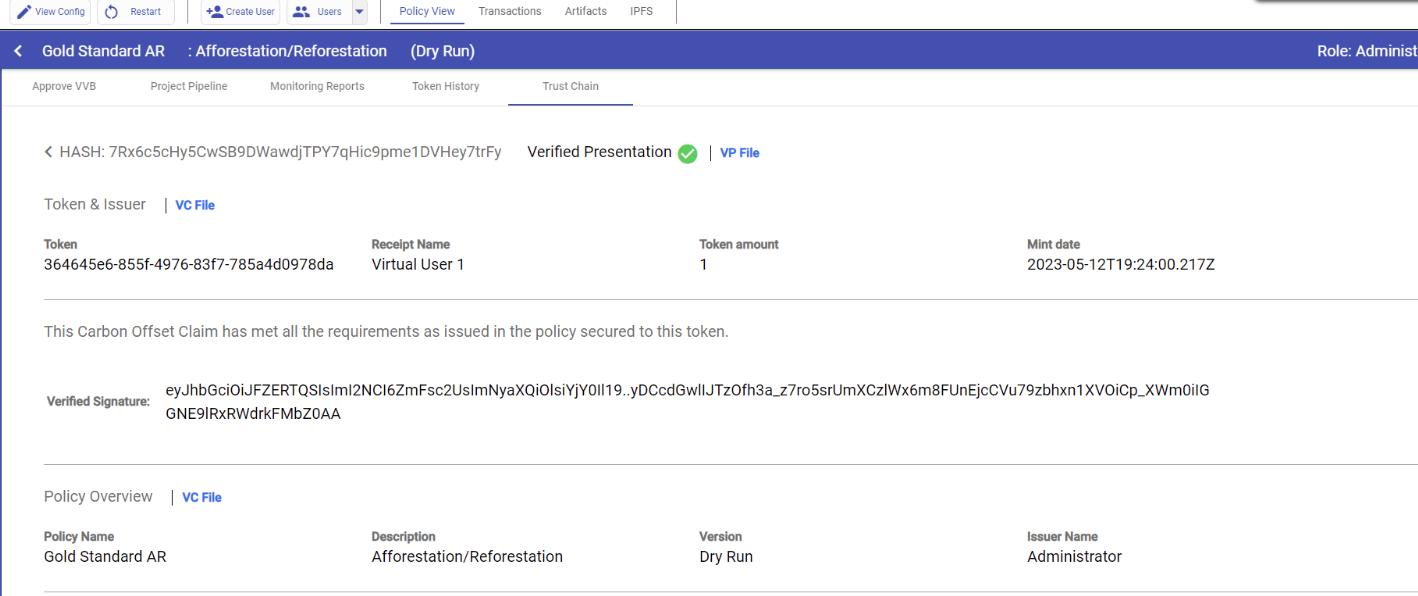 View Config Restart Create User Users Policy View Transactions Artifacts IPFS
Gold Standard AR : Afforestation/Reforestation (Dry Run) Role: Administ
Approve VVB Project Pipeline Monitoring Reports Token History Trust Chain
HASH: 7Rx6c5cHy5CwSB9DWawdjTPY7qHic9pme1DVHey7trFy Verified Presentation | VP File
Token & Issuer | VC File
Token Receipt Name Token amount Mint date
364645e6-855f-4976-83f7-785a4d0978da Virtual User 1 1 2023-05-12T19:24:00.217Z
This Carbon Offset Claim has met all the requirements as issued in the policy secured to this token.
Verified Signature: eyJhbGciOiJFZERTQSIsImI2NCI6ZmFsc2UsImNyaXQiOlsiYjY0Il19..yDCcdGwlIJTzOfh3a_z7ro5srUmXCzlWx6m8FUnEjcCVu79zbhxn1XVOiCp_XWm0iIG
GNE9lRxRWdrkFMbZ0AA
Policy Overview | VC File
Policy Name Description Version Issuer Name
Gold Standard AR Afforestation/Reforestation Dry Run Administrator